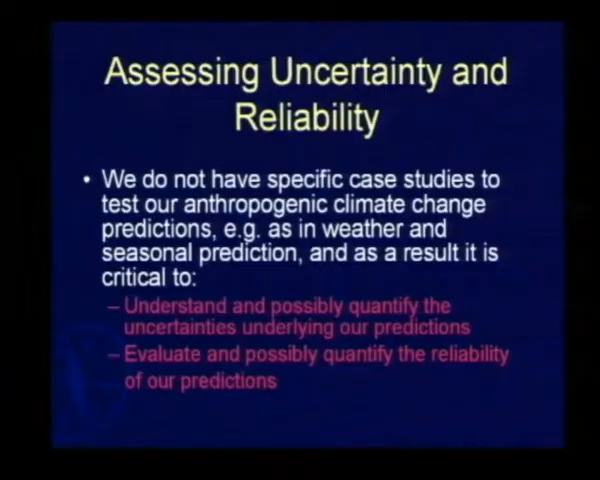 Assessing Uncertainty and
Reliability
• We do not have specific case studies to
test our anthropogenic climate change
predictions, e.g. as in weather and
seasonal prediction, and as a result it is
critical to:
– Understand and possibly quantify the
uncertainties underlying our predictions
– Evaluate and possibly quantify the reliability
of our predictions